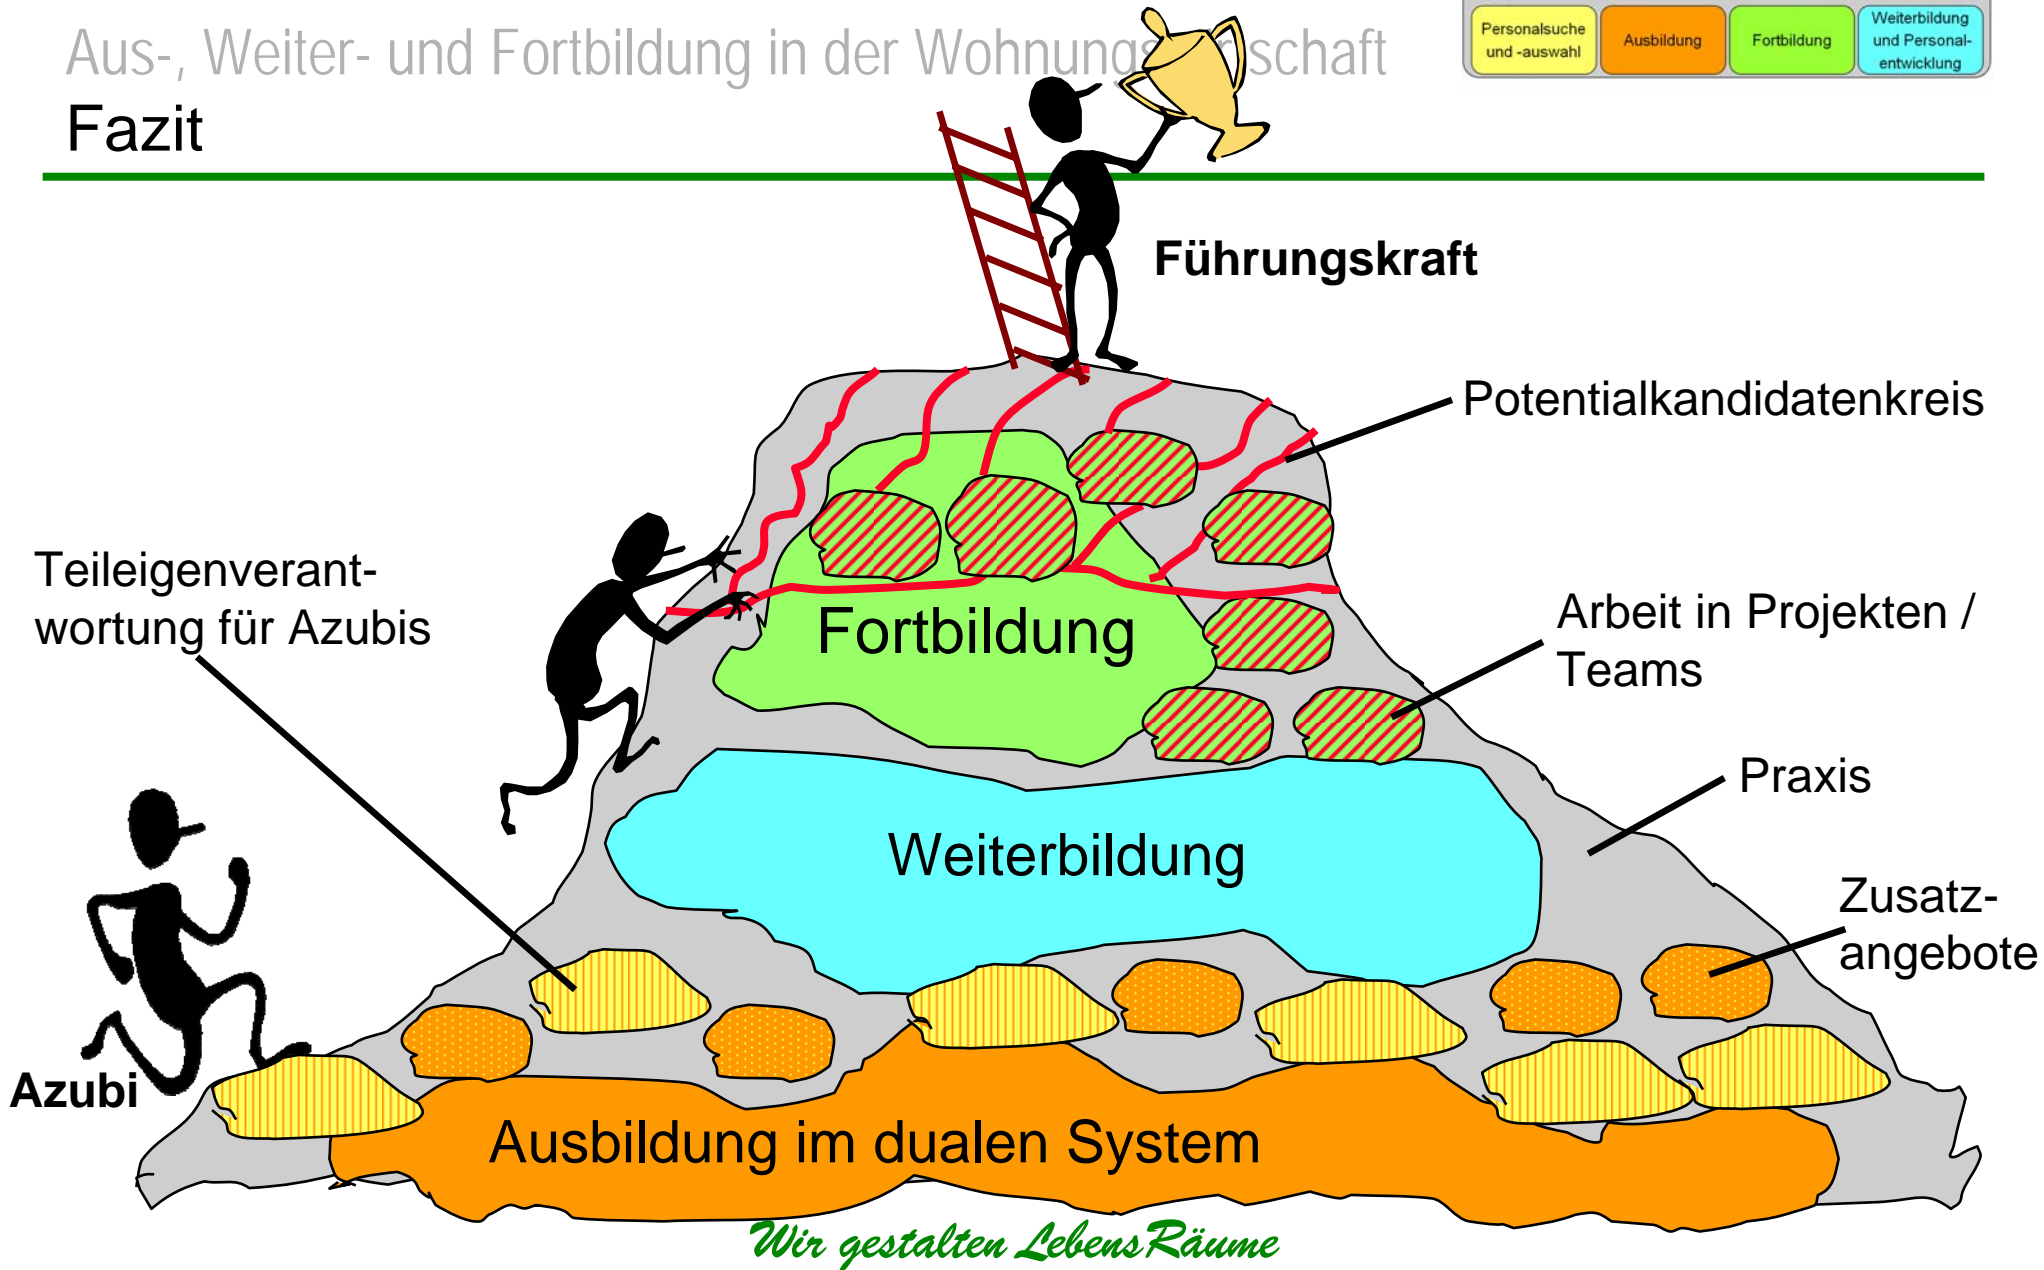 Aus-, Weiter- und Fortbildung in der Wohnungs schaft
Fazit
Personalsuche
und -auswahl
Ausbildung
Fortbildung
Weiterbildung
und Personal-
entwicklung
Führungskraft
Potentialkandidatenkreis
Teileigenverant-
wortung für Azubis
Fortbildung
Arbeit in Projekten /
Teams
Praxis
Weiterbildung
Zusatz-
angebote
Azubi
Ausbildung im dualen System
Wir gestalten LebensRäume